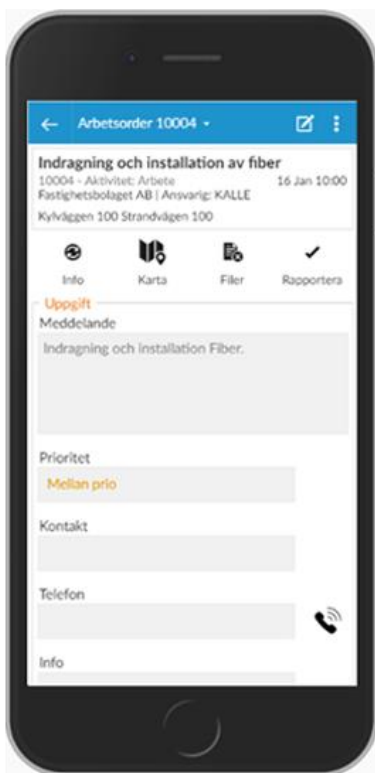 Arbetsorder 10004
Indragning och installation av fiber
10004 - Aktivitet: Arbete 16 Jan 10:00
Fastighetsbolaget AB | Ansvarig: KALLE
Kylväggen 100 Strandvägen 100
Info Karta Filer Rapportera
Uppgift
Meddelande
Indragning och installation Fiber.
Prioritet
Mellan prio
Kontakt
Telefon
Info